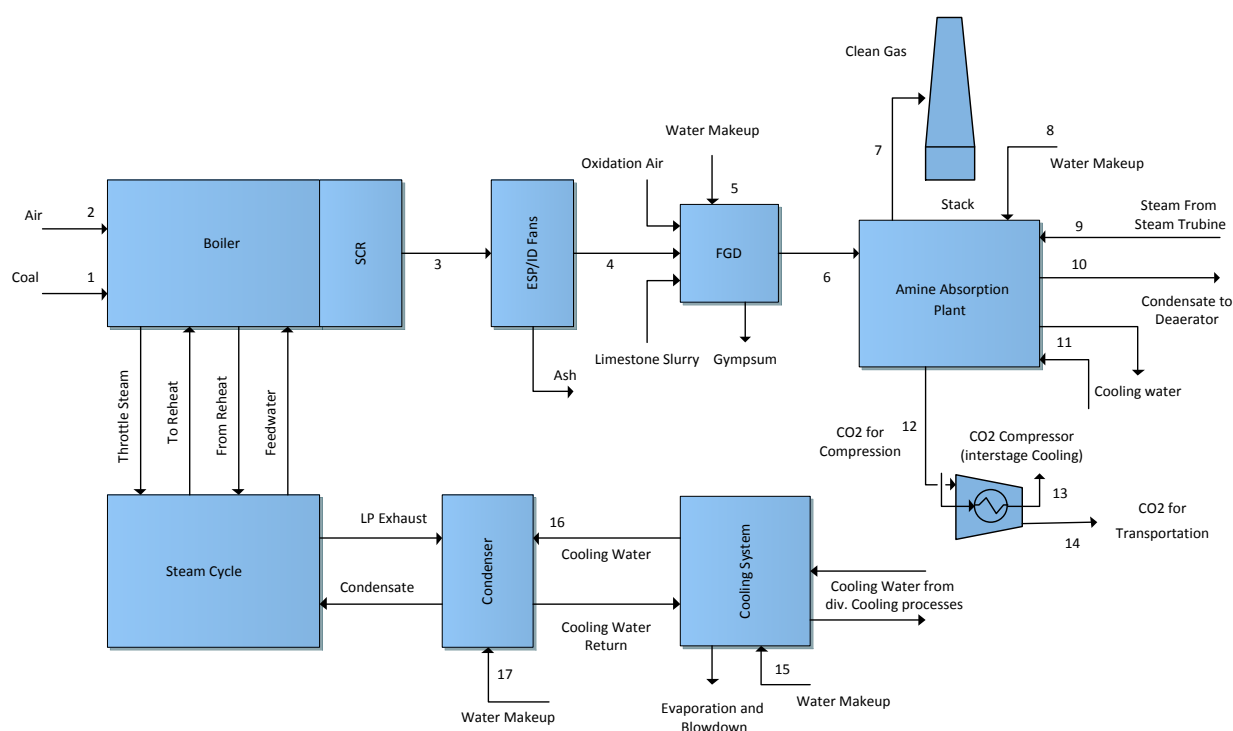 Clean Gas
8
Water Makeup
7
Water Makeup
Oxidation Air
5
Stack
Steam From
Steam Trubine
9
Air
2
Boiler
SCR
ESP/ID Fans
FGD
Coal
1
3
4
6
10
Amine Absorption
Plant
Condensate to
Deaerator
11
Limestone Slurry
Gympsum
Ash
Cooling water
Throttle Steam
To Reheat
From Reheat
Feedwater
CO2 for
Compression
12
CO2 Compressor
(interstage Cooling)
13
CO2 for
Transportation
14
LP Exhaust
16
Cooling Water
Steam Cycle
Condenser
Cooling System
Condensate
Cooling Water from
div. Cooling processes
Cooling Water
Return
17
15
Water Makeup
Evaporation and
Blowdown
Water Makeup